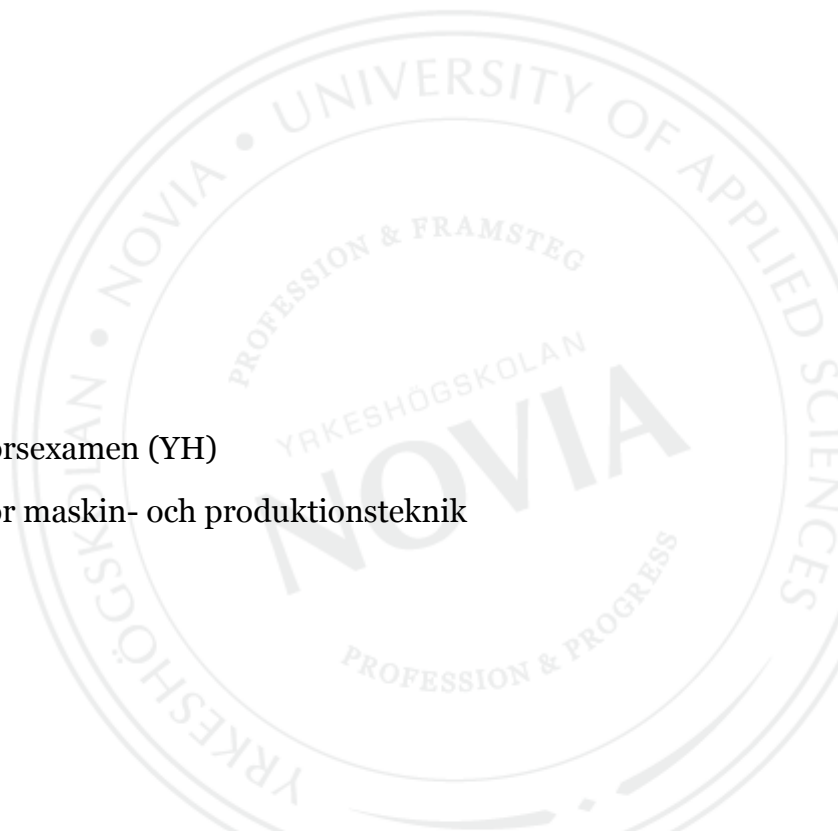 YRKESHÖGSKOLAN • NOVIA • UNIVERSITY OF APPLIED SCIENCES
PROFESSION & FRAMSTEG
YRKESHÖGSKOLAN
NOVIA
orsexamen (YH)
or maskin- och produktionsteknik
PROFESSION & PROGRESS